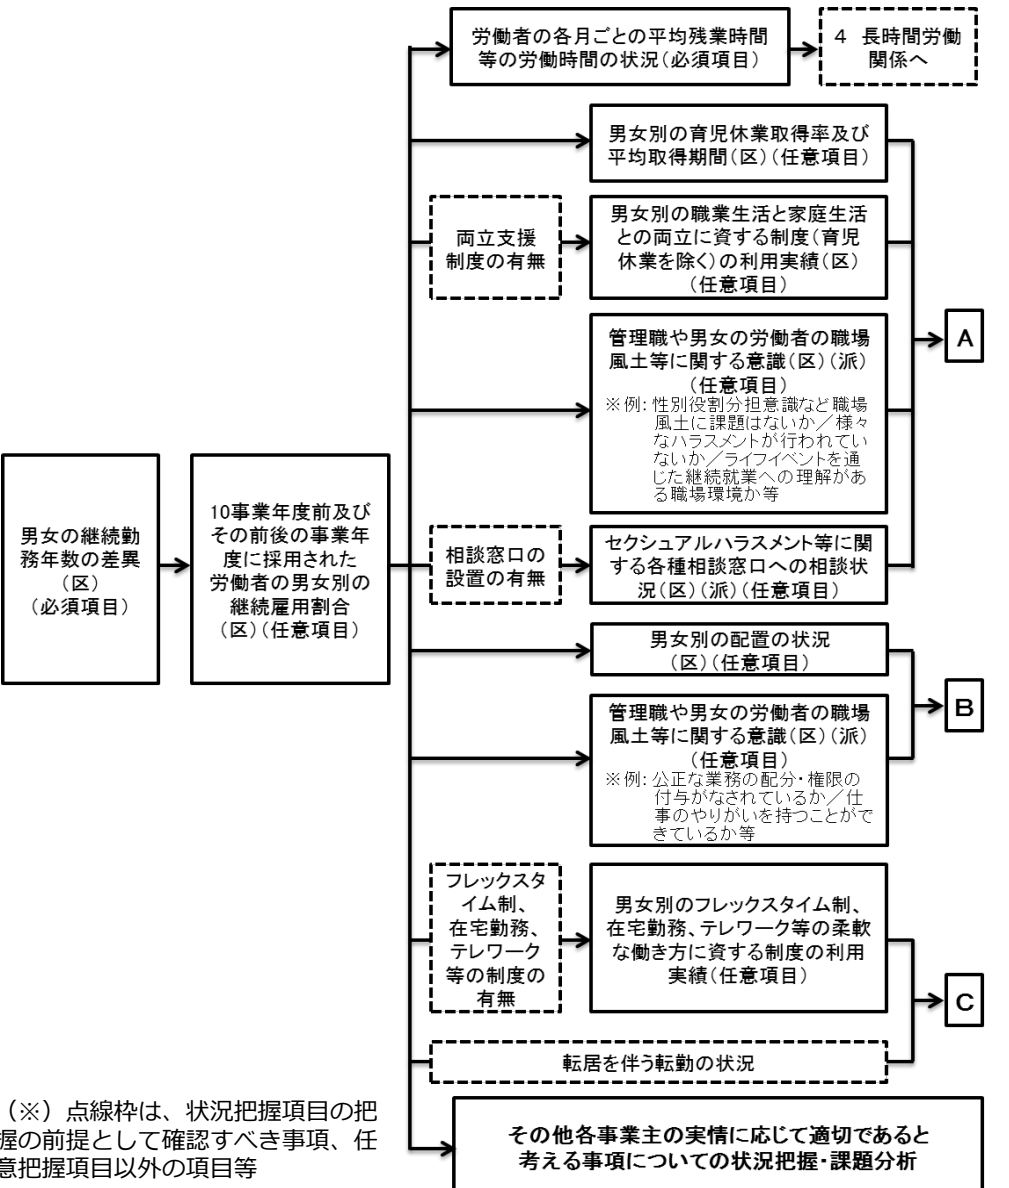 労働者の各月ごとの平均残業時間
等の労働時間の状況(必須項目)
４　長時間労働
関係へ
男女別の育児休業取得率及び
平均取得期間(区)(任意項目)
両立支援
制度の有無
男女別の職業生活と家庭生活
との両立に資する制度(育児
休業を除く)の利用実績(区)
(任意項目)
管理職や男女の労働者の職場
風土等に関する意識(区)(派)
(任意項目)
※例: 性別役割分担意識など職場
風土に課題はないか／様々
なハラスメントが行われてい
ないか／ライフイベントを通
じた継続就業への理解があ
る職場環境か等
A
男女の継続勤
務年数の差異
(区)
(必須項目)
10事業年度前及び
その前後の事業年
度に採用された
労働者の男女別の
継続雇用割合
(区)(任意項目)
相談窓口の
設置の有無
セクシュアルハラスメント等に関
する各種相談窓口への相談状
況(区)(派)(任意項目)
男女別の配置の状況
(区)(任意項目)
管理職や男女の労働者の職場
風土等に関する意識(区)(派)
(任意項目)
※例: 公正な業務の配分・権限の
付与がなされているか／仕
事のやりがいを持つことがで
きているか等
B
フレックスタ
イム制、
在宅勤務、
テレワーク
等の制度の
有無
男女別のフレックスタイム制、
在宅勤務、テレワーク等の柔軟
な働き方に資する制度の利用
実績(任意項目)
C
転居を伴う転勤の状況
（※）点線枠は、状況把握項目の把
握の前提として確認すべき事項、任
意把握項目以外の項目等
その他各事業主の実情に応じて適切であると
考える事項についての状況把握・課題分析